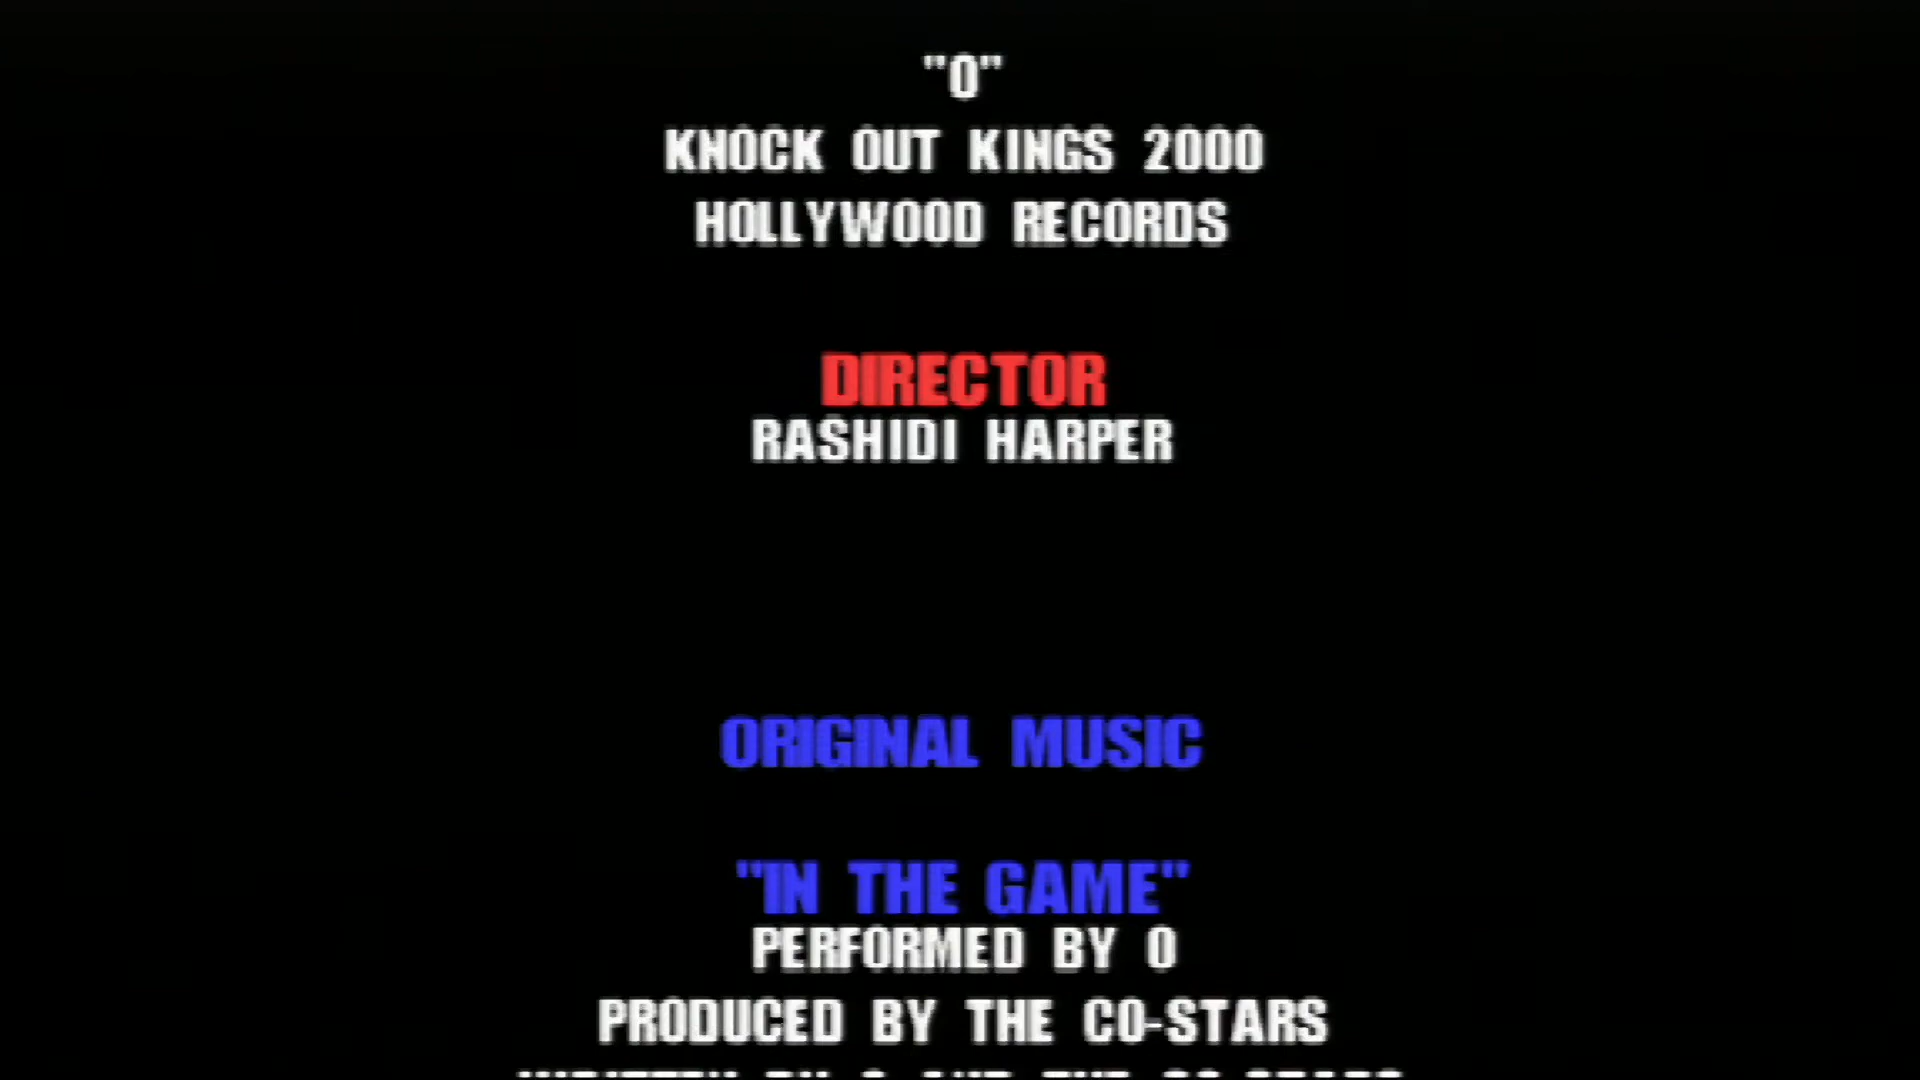 "O"
KNOCK OUT KINGS 2000
HOLLYWOOD RECORDS
DIRECTOR
RASHIDI HARPER
ORIGINAL MUSIC
"IN THE GAME"
PERFORMED BY O
PRODUCED BY THE CO-STARS